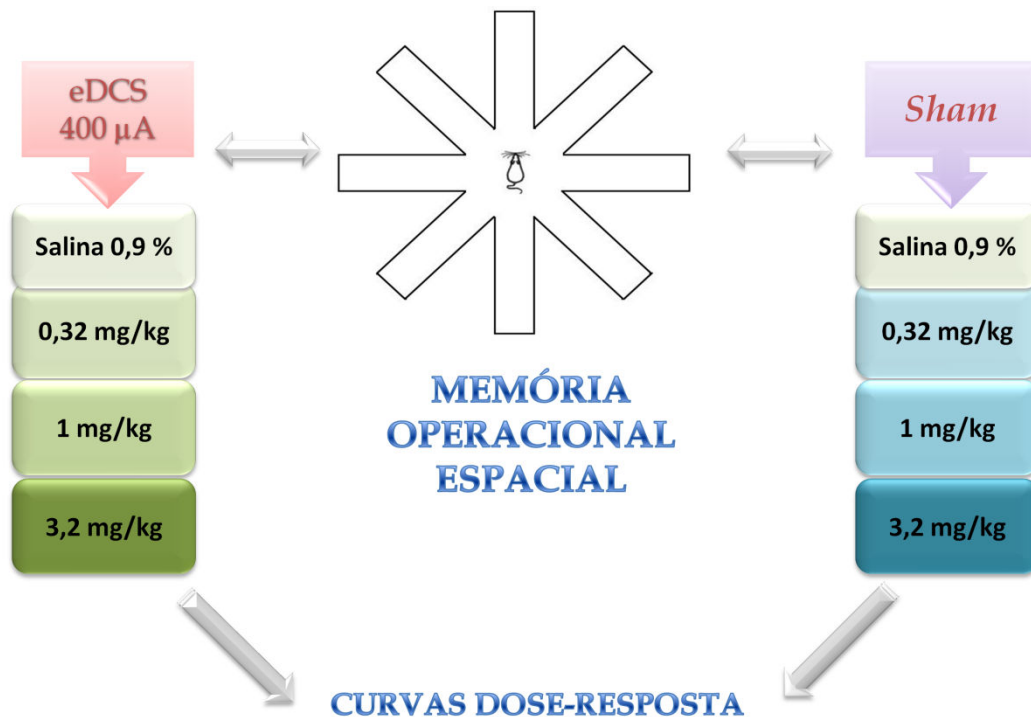 eDCS
400 µA
Salina 0,9 %
0,32 mg/kg
1 mg/kg
3,2 mg/kg
MEMÓRIA
OPERACIONAL
ESPACIAL
Sham
Salina 0,9 %
0,32 mg/kg
1 mg/kg
3,2 mg/kg
CURVAS DOSE-RESPOSTA